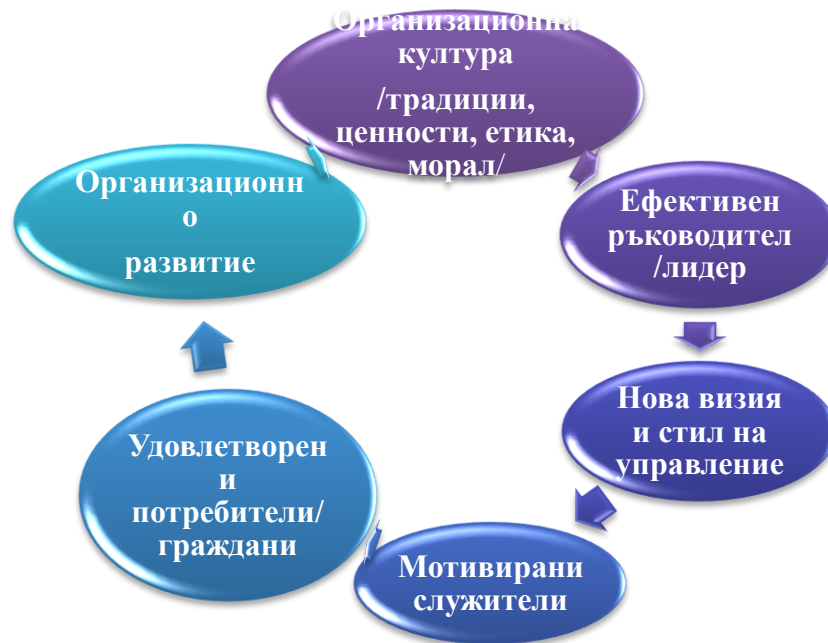 Организационна
култура
/традиции,
ценности, етика,
морал/
Ефективен
ръководител
/лидер
Нова визия
и стил на
управление
Мотивирани
служители
Удовлетворен
и
потребители/
граждани
Организационн
о
развитие